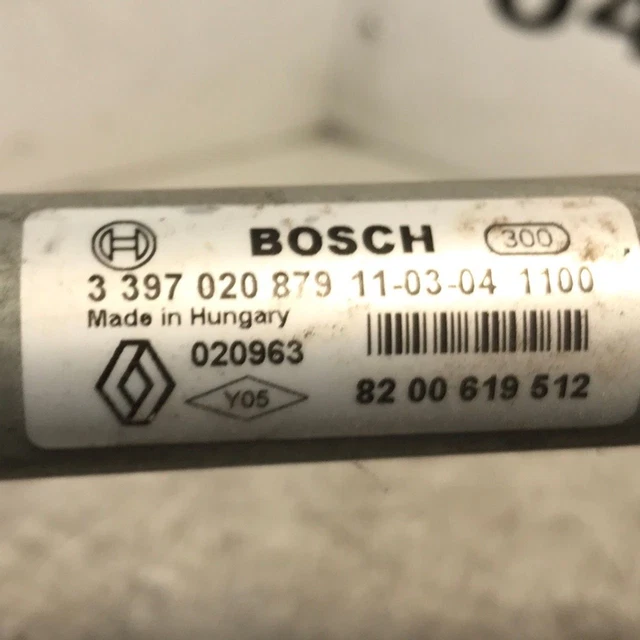 BOSCH 300
3 397 020 879 11-03-04 1100
Made in Hungary
020963
Y05 82 00 619 512